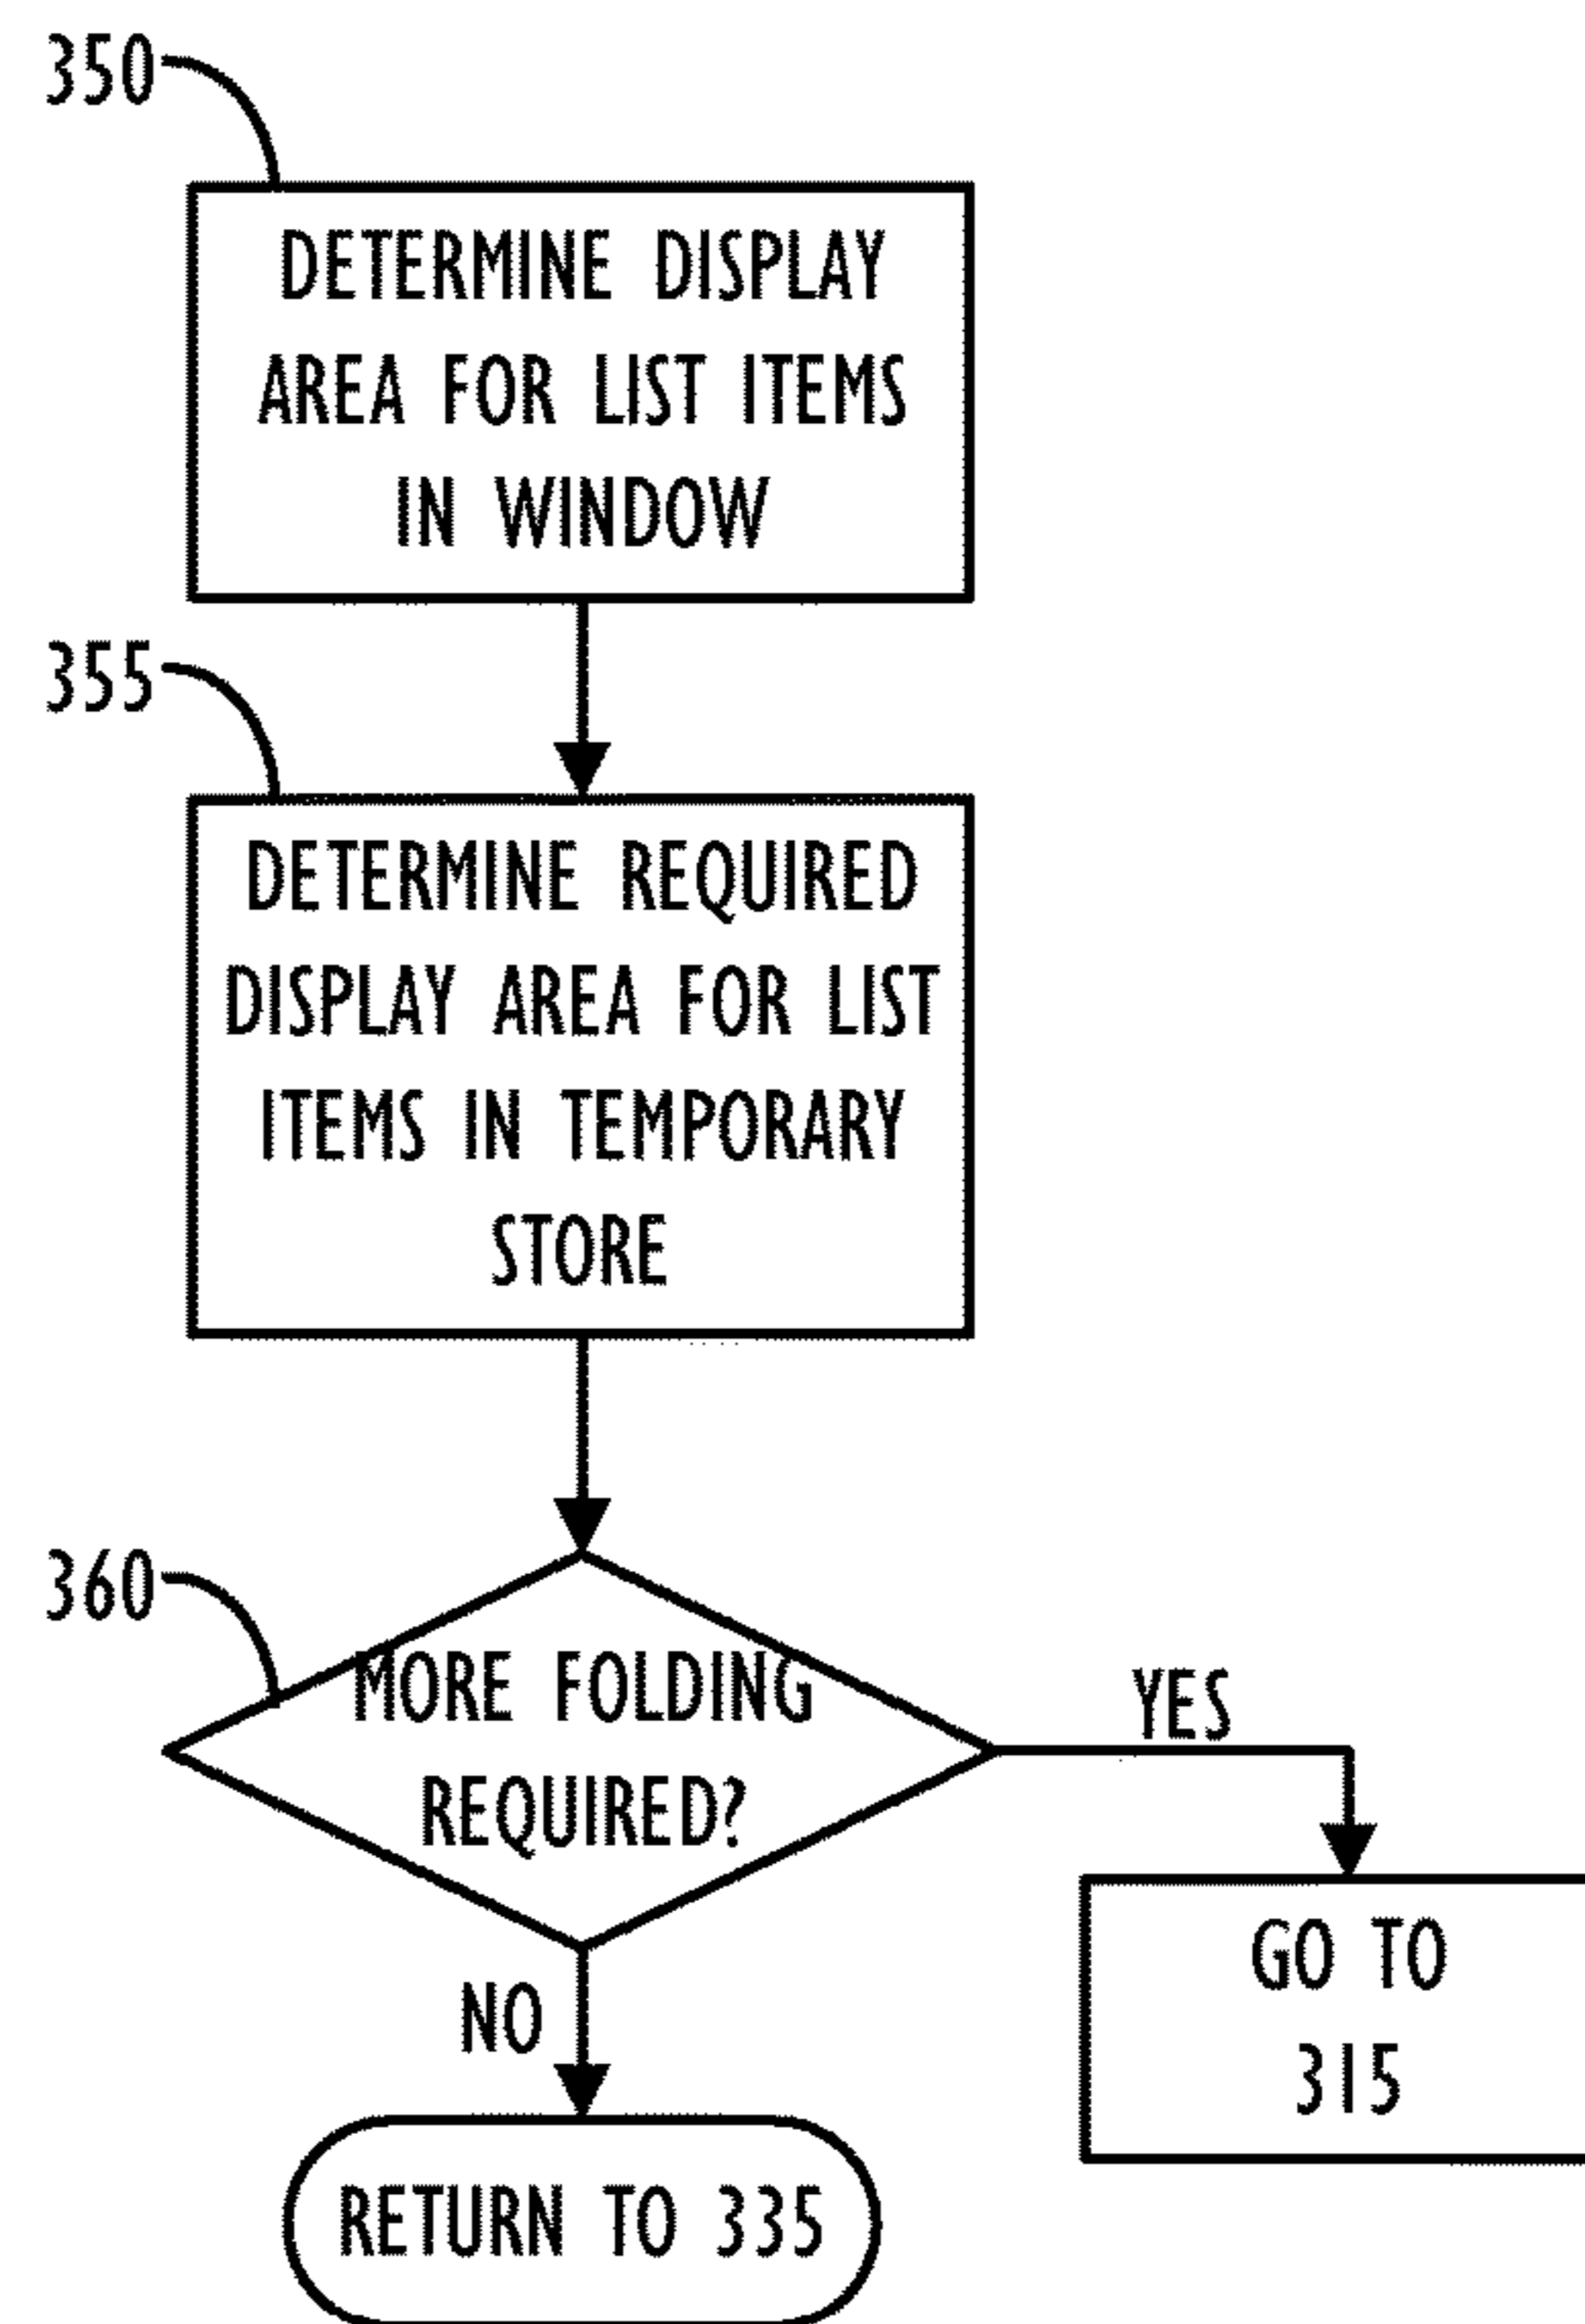 350
DETERMINE DISPLAY
AREA FOR LIST ITEMS
IN WINDOW
355
DETERMINE REQUIRED
DISPLAY AREA FOR LIST
ITEMS IN TEMPORARY
STORE
360
MORE FOLDING
REQUIRED?
YES
GO TO
315
NO
RETURN TO 335